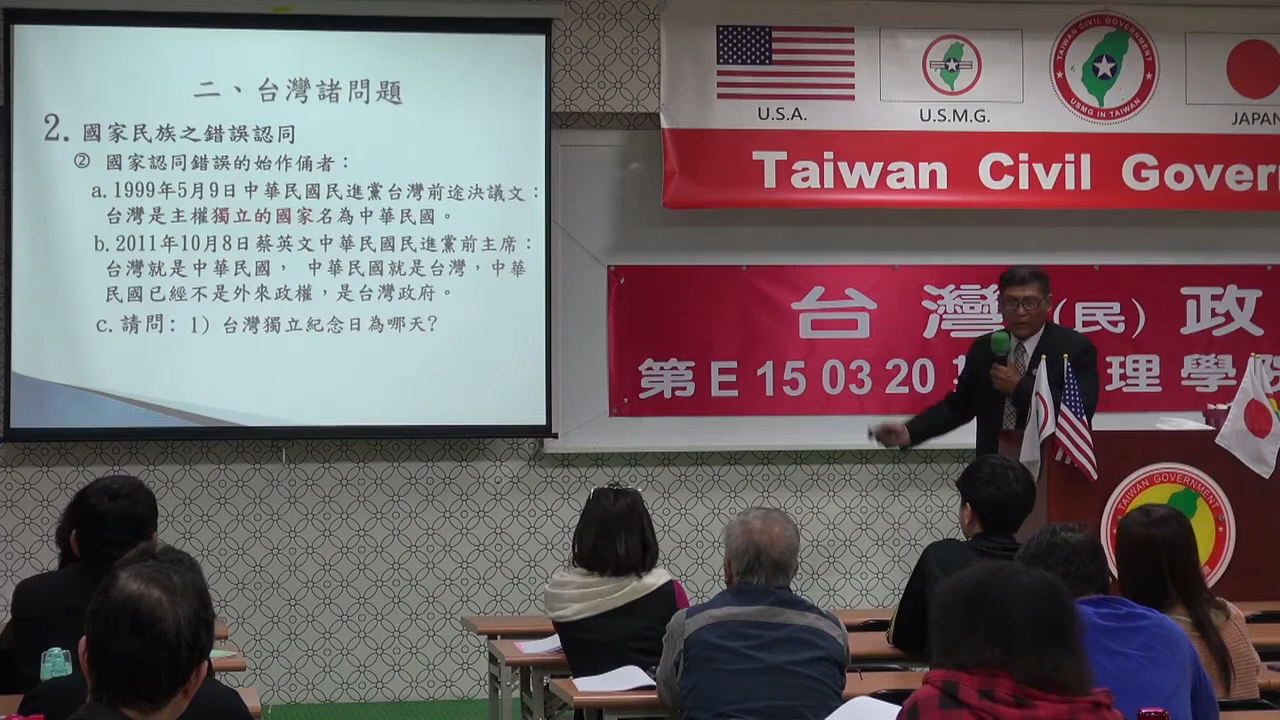 二、台灣諸問題
2. 國家民族之錯誤認同
② 國家認同錯誤的始作俑者：
a. 1999年5月9日中華民國民進黨台灣前途決議文：
台灣是主權獨立的國家名為中華民國。
b. 2011年10月8日蔡英文中華民國民進黨前主席：
台灣就是中華民國， 中華民國就是台灣，中華
民國已經不是外來政權，是台灣政府。
c. 請問：1) 台灣獨立紀念日為哪天?
U.S.A.
U.S.M.G.
TAIWAN CIVIL GOVERNMENT
USMG IN TAIWAN
JAPAN
Taiwan Civil Gover
台灣（民）政
第E 15 03 20
理學院
TAIWAN GOVERNMENT